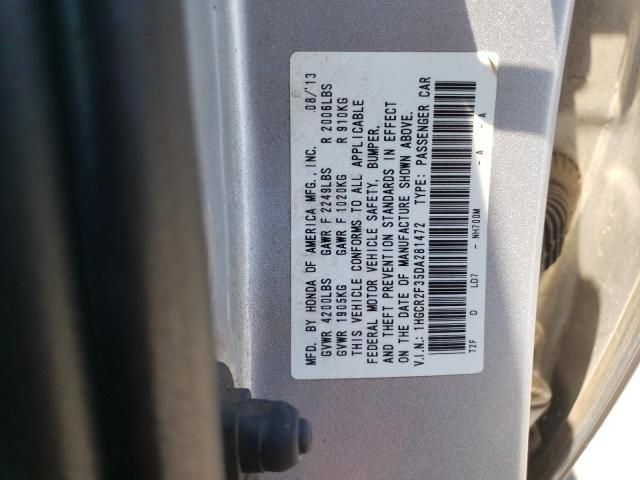 MFD. BY HONDA OF AMERICA MFG., INC. 08/'13
GVWR 4200LBS GAWR F 2249LBS R 2006LBS
GVWR 1905KG GAWR F 1020KG R 910KG
THIS VEHICLE CONFORMS TO ALL APPLICABLE
FEDERAL MOTOR VEHICLE SAFETY, BUMPER,
AND THEFT PREVENTION STANDARDS IN EFFECT
ON THE DATE OF MANUFACTURE SHOWN ABOVE.
V.I.N.: 1HGCR2F35DA281472 TYPE: PASSENGER CAR
T2F D LD7 - NH700M - A - A